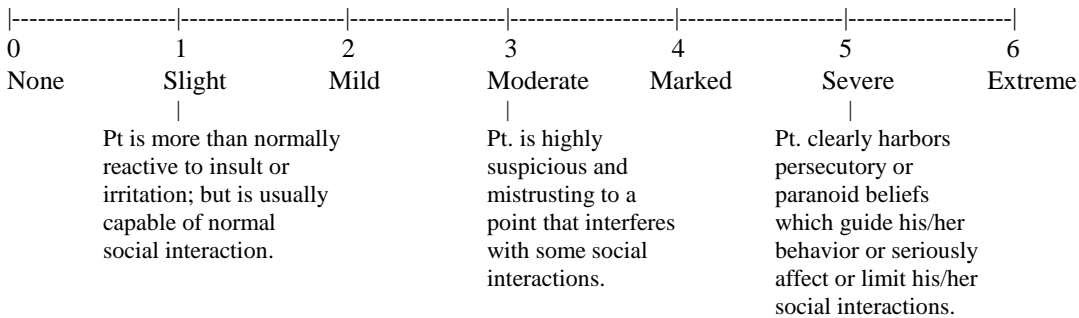 |--------------------|--------------------|-------------------|--------------------|--------------------|-------------------|
0 1 2 3 4 5 6
None Slight Mild Moderate Marked Severe Extreme
| | |
Pt is more than normally Pt. is highly Pt. clearly harbors
reactive to insult or suspicious and persecutory or
irritation; but is usually mistrusting to a paranoid beliefs
capable of normal point that interferes which guide his/her
social interaction. with some social behavior or seriously
interactions. affect or limit his/her
social interactions.